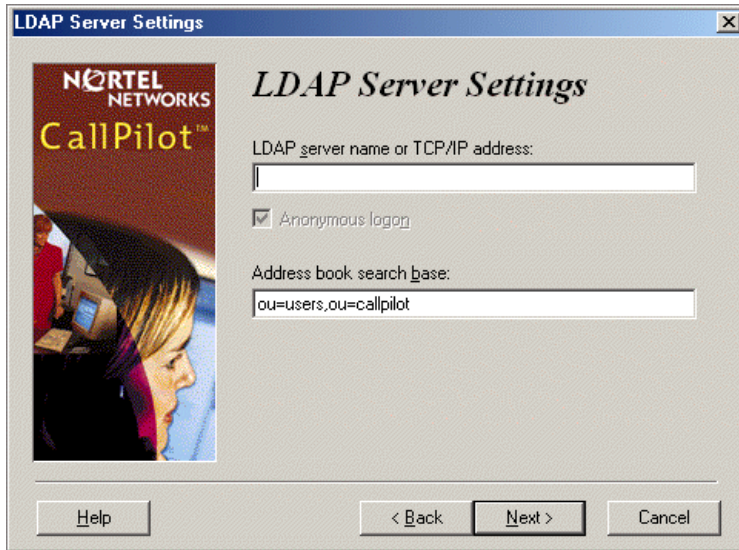 LDAP Server Settings
NORTEL
NETWORKS
CallPilot™
LDAP Server Settings
LDAP server name or TCP/IP address:
Anonymous logon
Address book search base:
ou=users,ou=callpilot
Help
< Back
Next >
Cancel